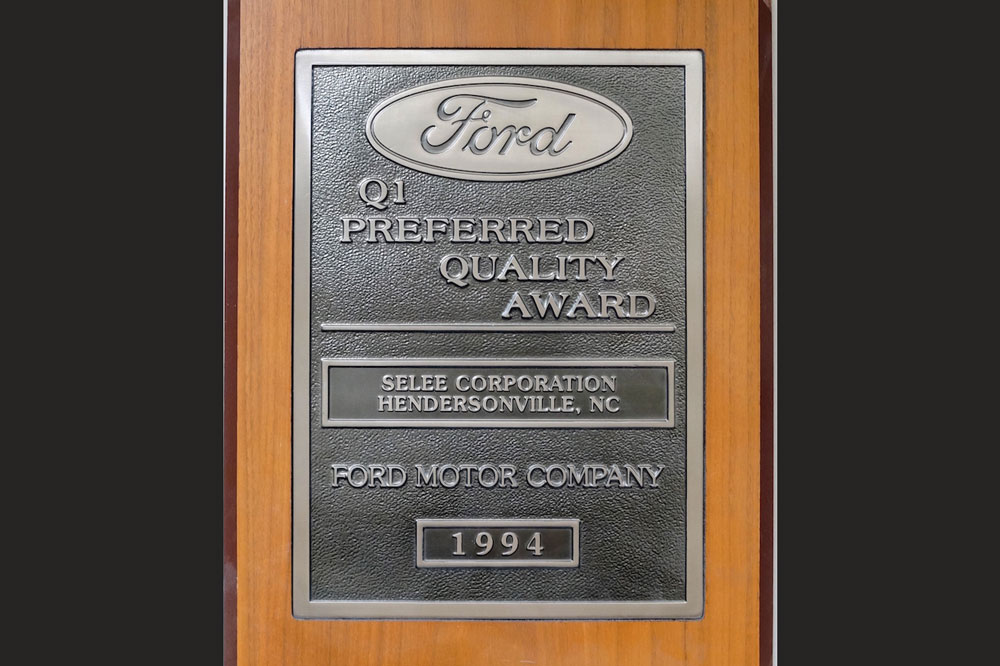 Ford
Q1
PREFERRED
QUALITY
AWARD
SELEE CORPORATION
HENDERSONVILLE, NC
FORD MOTOR COMPANY
1994